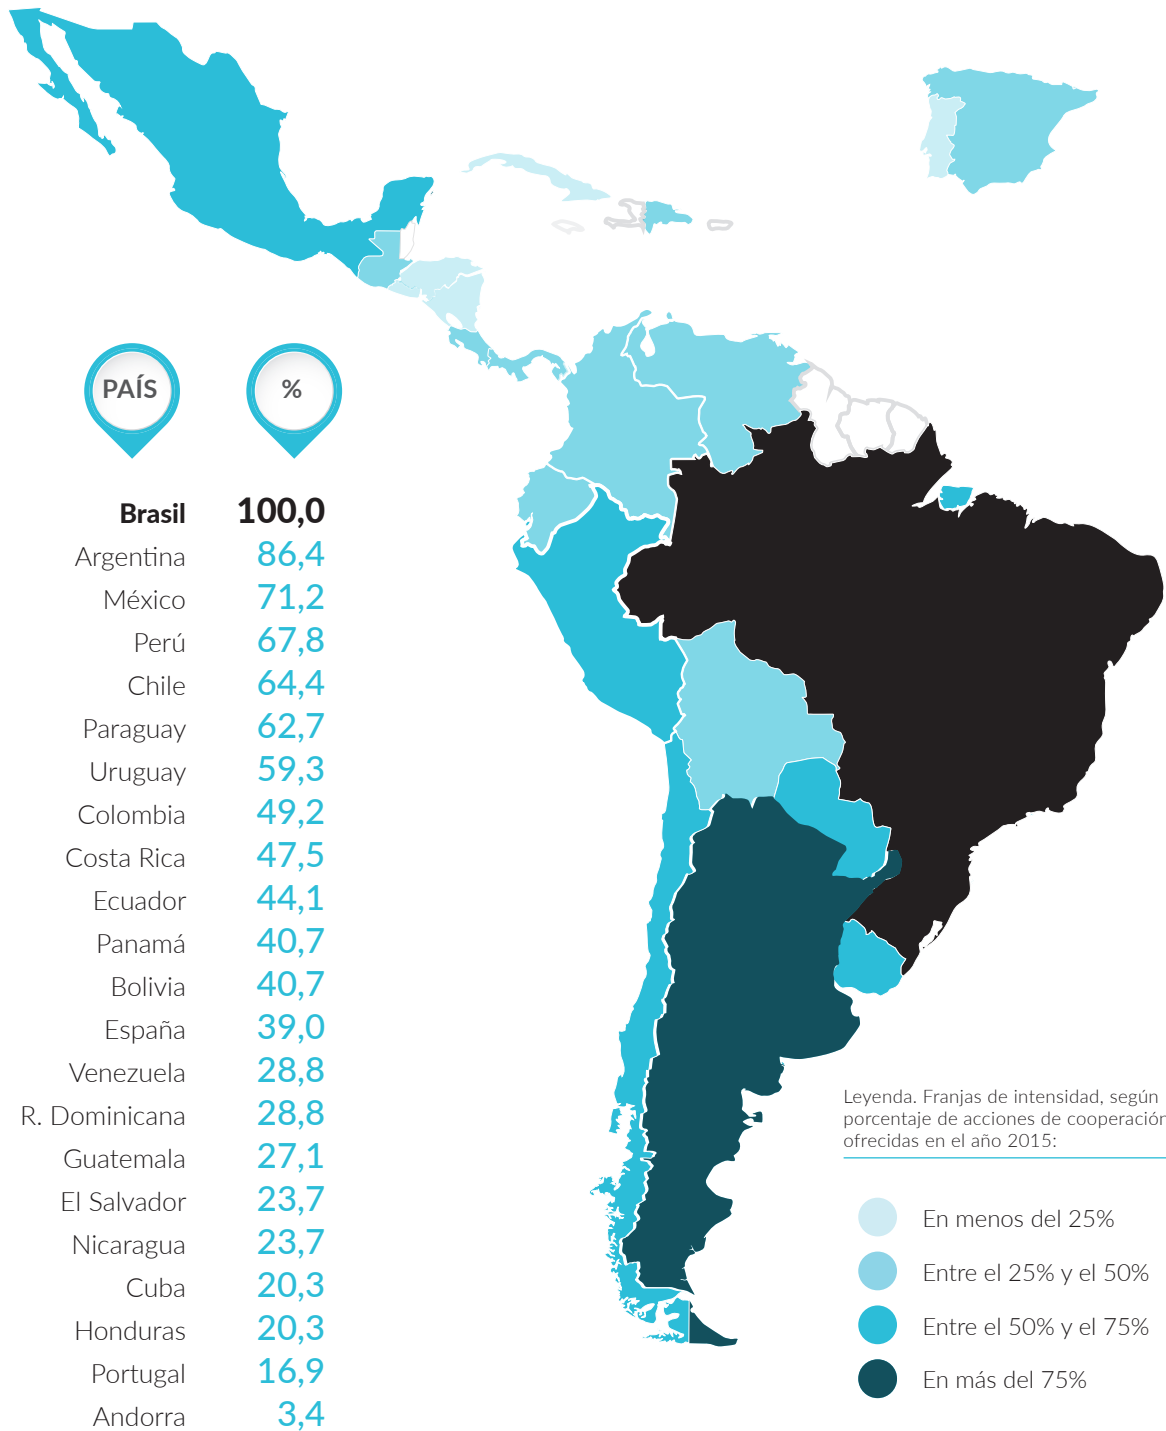 PAÍS %
Brasil 100,0
Argentina 86,4
México 71,2
Perú 67,8
Chile 64,4
Paraguay 62,7
Uruguay 59,3
Colombia 49,2
Costa Rica 47,5
Ecuador 44,1
Panamá 40,7
Bolivia 40,7
España 39,0
Venezuela 28,8
R. Dominicana 28,8
Guatemala 27,1
El Salvador 23,7
Nicaragua 23,7
Cuba 20,3
Honduras 20,3
Portugal 16,9
Andorra 3,4
Leyenda. Franjas de intensidad, según
porcentaje de acciones de cooperación
ofrecidas en el año 2015:
En menos del 25%
Entre el 25% y el 50%
Entre el 50% y el 75%
En más del 75%